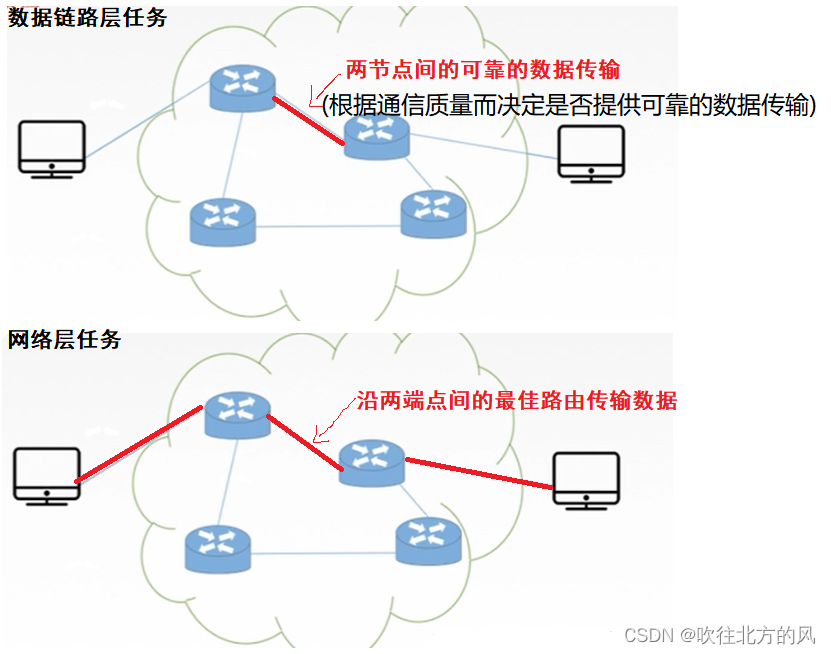 数据链路层任务
两节点间的可靠的数据传输
(根据通信质量而决定是否提供可靠的数据传输)
网络层任务
沿两端点间的最佳路由传输数据
CSDN @吹往北方的风